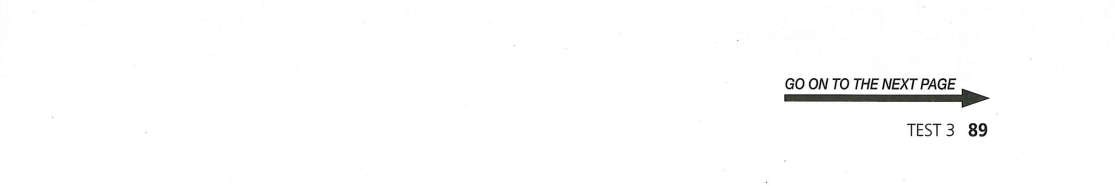 GO ON TO THE NEXT PAGE
TEST 3 89